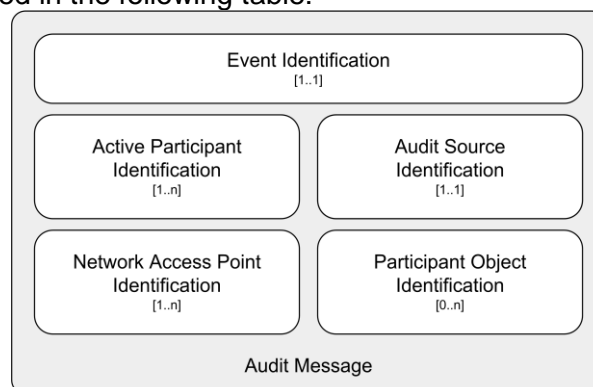 ed in the following table.
Event Identification
[1..1]
Active Participant
Identification
[1..n]
Audit Source
Identification
[1..1]
Network Access Point
Identification
[1..n]
Participant Object
Identification
[0..n]
Audit Message